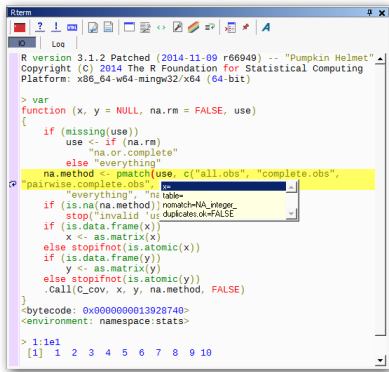 Rterm
IO Log
R version 3.1.2 Patched (2014-11-09 r66949) -- "Pumpkin Helmet"
Copyright (C) 2014 The R Foundation for Statistical Computing
Platform: x86_64-w64-mingw32/x64 (64-bit)
> var
function (x, y = NULL, na.rm = FALSE, use)
{
    if (missing(use))
        use <- if (na.rm)
            "na.or.complete"
        else "everything"
    na.method <- pmatch(use, c("all.obs", "complete.obs",
"pairwise.complete.obs",
        "everything", "na
    if (is.na(na.method))
        stop("invalid 'us
    if (is.data.frame(x))
        x <- as.matrix(x)
    else stopifnot(is.atomic(x))
    if (is.data.frame(y))
        y <- as.matrix(y)
    else stopifnot(is.atomic(y))
    .Call(C_cov, x, y, na.method, FALSE)
}
<bytecode: 0x0000000013928740>
<environment: namespace:stats>
> 1:1e1
 [1]  1  2  3  4  5  6  7  8  9 10
x=
table=
nomatch=NA_integer_
duplicates.ok=FALSE